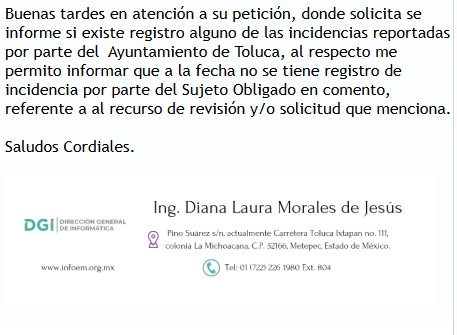 Buenas tardes en atención a su petición, donde solicita se
informe si existe registro alguno de las incidencias reportadas
por parte del  Ayuntamiento de Toluca, al respecto me
permito informar que a la fecha no se tiene registro de
incidencia por parte del Sujeto Obligado en comento,
referente a al recurso de revisión y/o solicitud que menciona.
Saludos Cordiales.
Ing. Diana Laura Morales de Jesús
DGI DIRECCIÓN GENERAL
DE INFORMÁTICA
Pino Suárez s/n, actualmente Carretera Toluca Ixtapan no. 111,
colonia La Michoacana, C.P. 52166, Metepec, Estado de México.
www.infoem.org.mx
Tel: 01 (722) 226 1980 Ext. 804